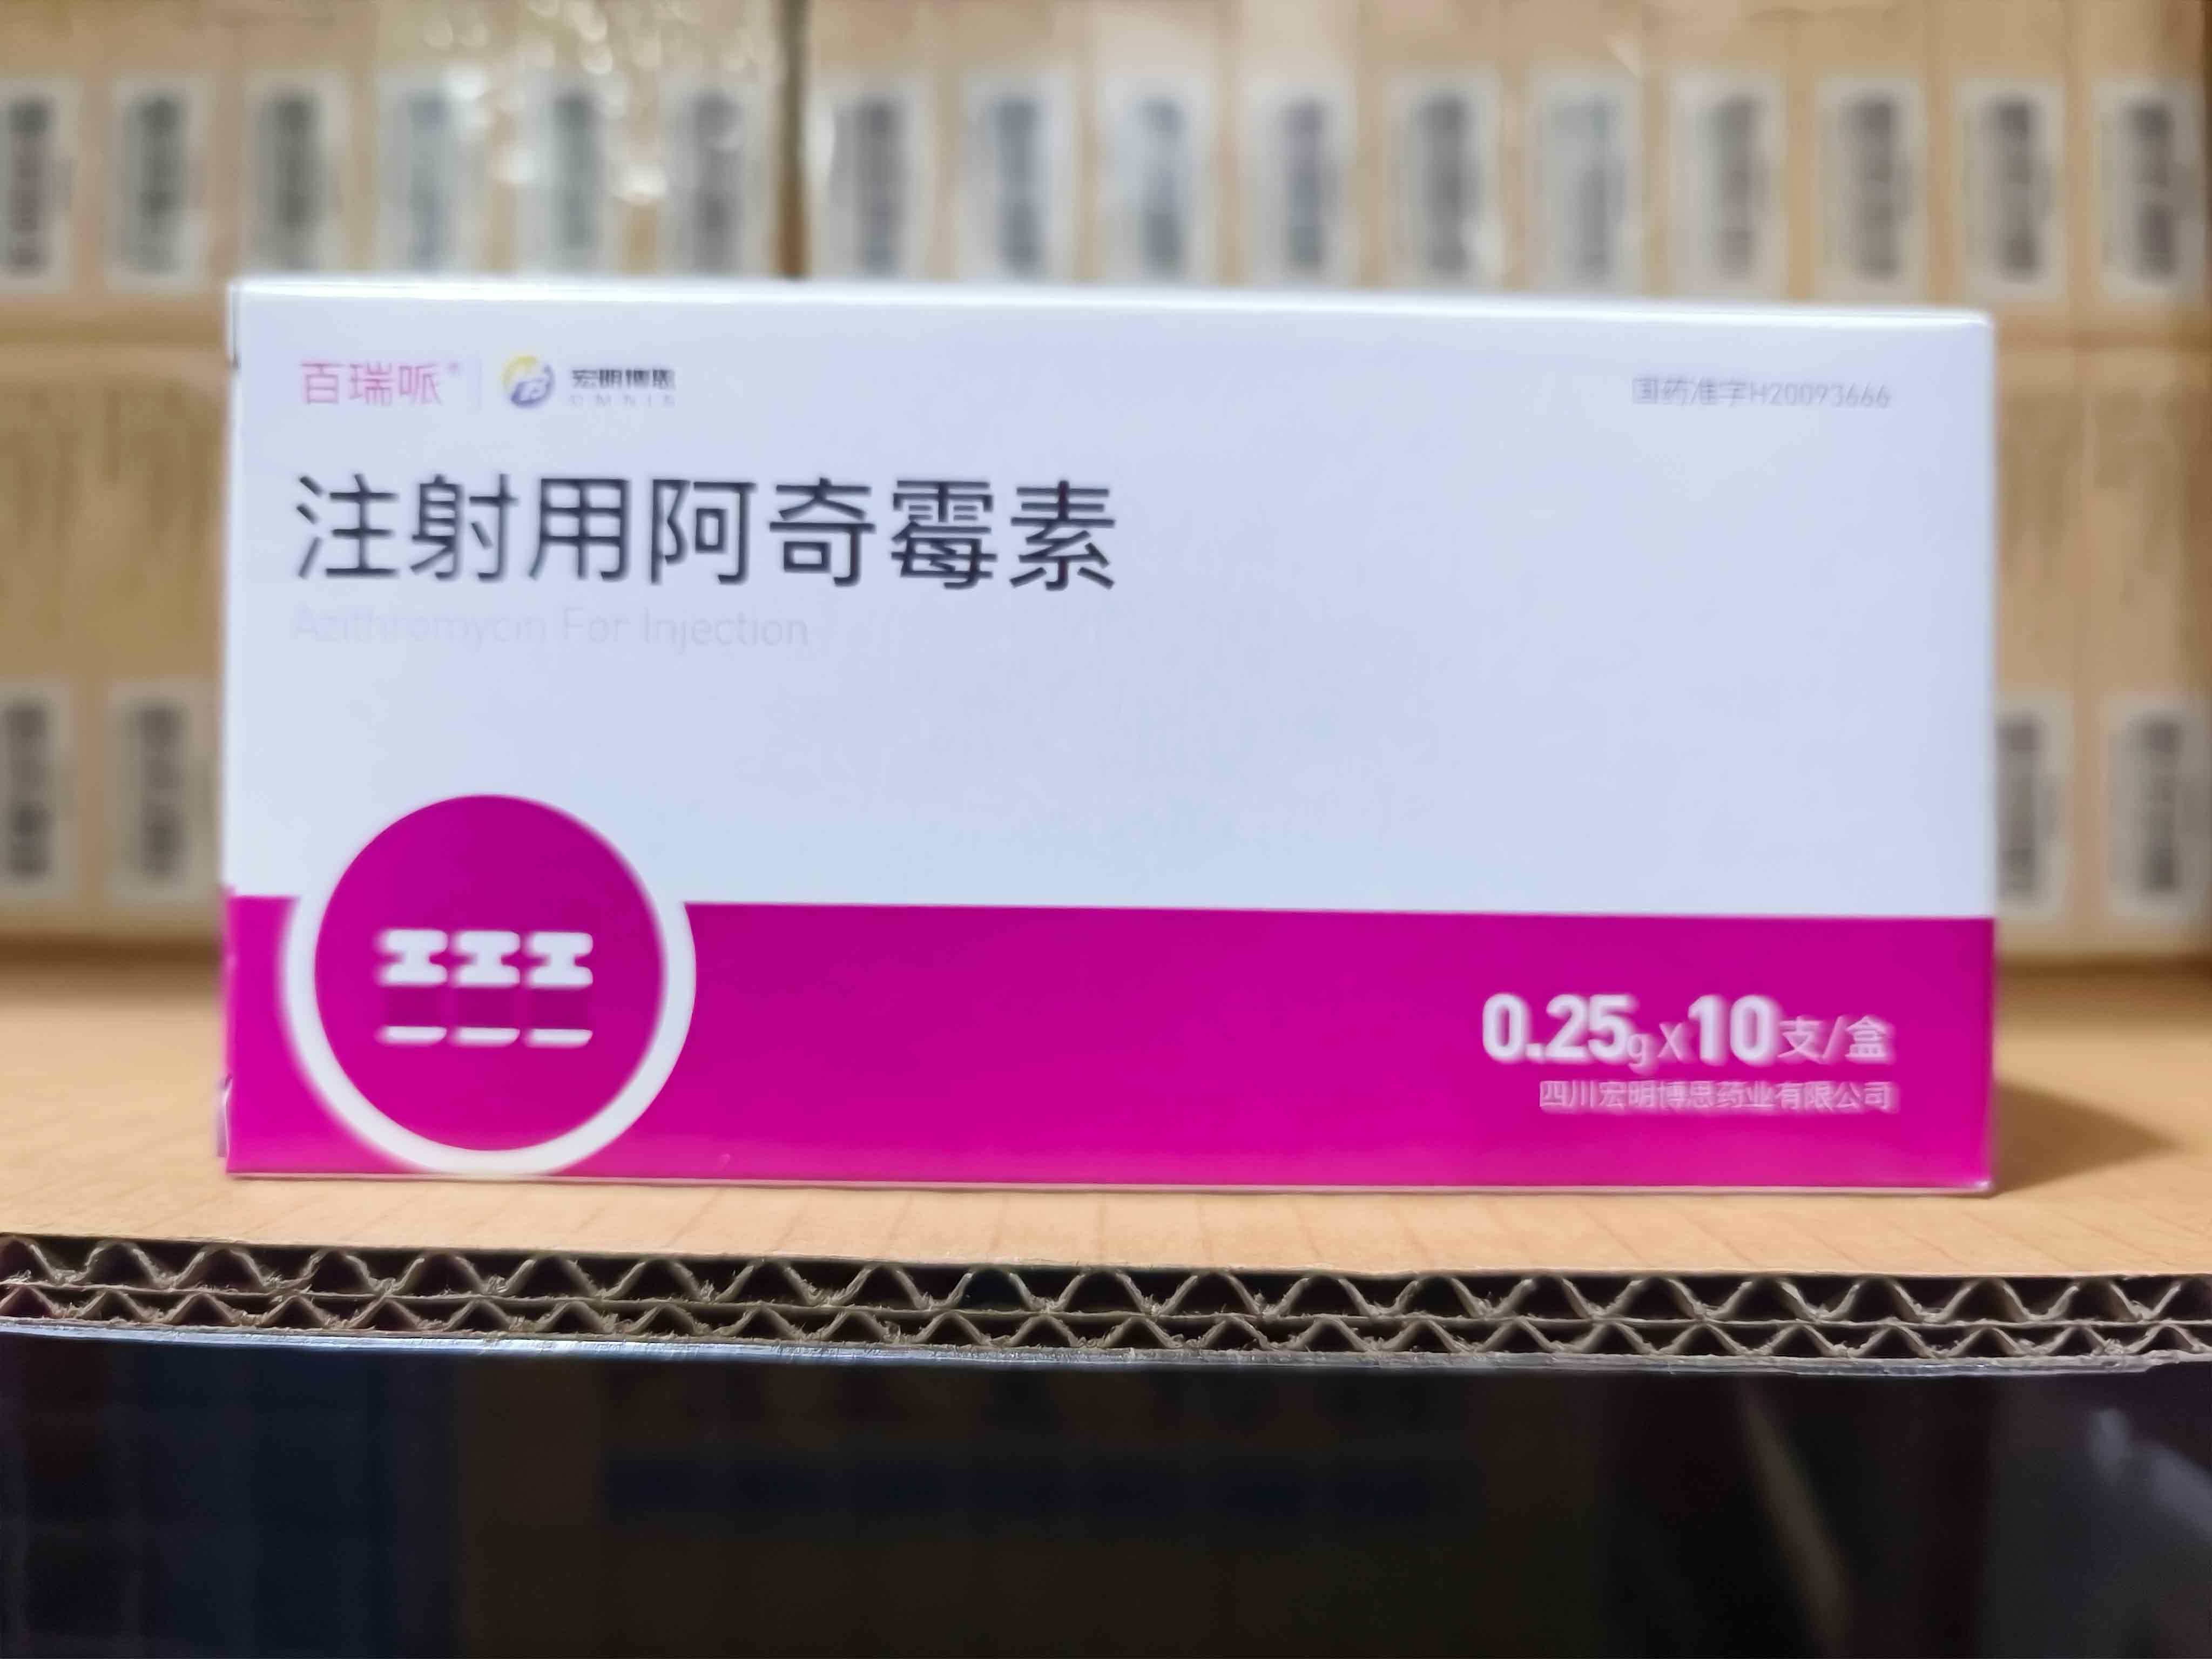 百瑞哌® 宏明博思 国药准字H20093666
OMNIS
注射用阿奇霉素
Azithromycin For Injection
0.25g×10支/盒
四川宏明博思药业有限公司